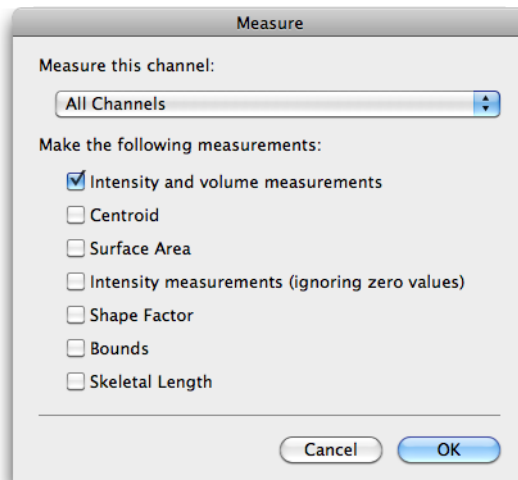 Measure
Measure this channel:
All Channels
Make the following measurements:
Intensity and volume measurements
Centroid
Surface Area
Intensity measurements (ignoring zero values)
Shape Factor
Bounds
Skeletal Length
Cancel OK